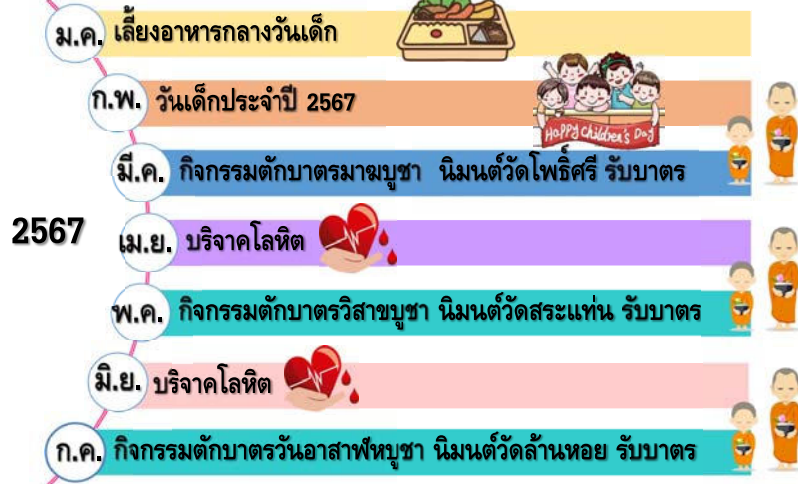 ม.ค. เลี้ยงอาหารกลางวันเด็ก
ก.พ. วันเด็กประจำปี 2567
HAPPy children's Day
มี.ค. กิจกรรมตักบาตรมาฆบูชา นิมนต์วัดโพธิ์ศรี รับบาตร
2567
เม.ย. บริจาคโลหิต
พ.ค. กิจกรรมตักบาตรวิสาขบูชา นิมนต์วัดสระแท่น รับบาตร
มิ.ย. บริจาคโลหิต
ก.ค. กิจกรรมตักบาตรวันอาสาฬหบูชา นิมนต์วัดล้านหอย รับบาตร